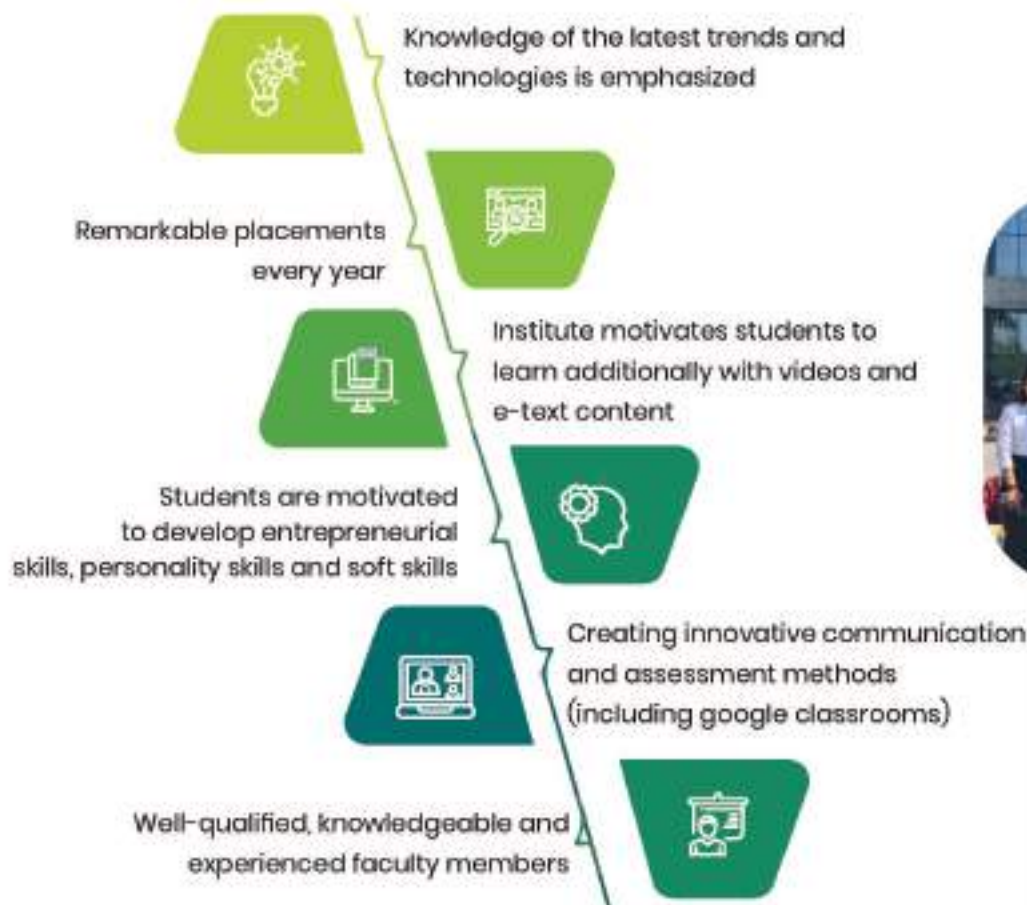 Knowledge of the latest trends and
technologies is emphasized
Remarkable placements
every year
Institute motivates students to
learn additionally with videos and
e-text content
Students are motivated
to develop entrepreneurial
skills, personality skills and soft skills
Creating innovative communication
and assessment methods
(including google classrooms)
Well-qualified, knowledgeable and
experienced faculty members